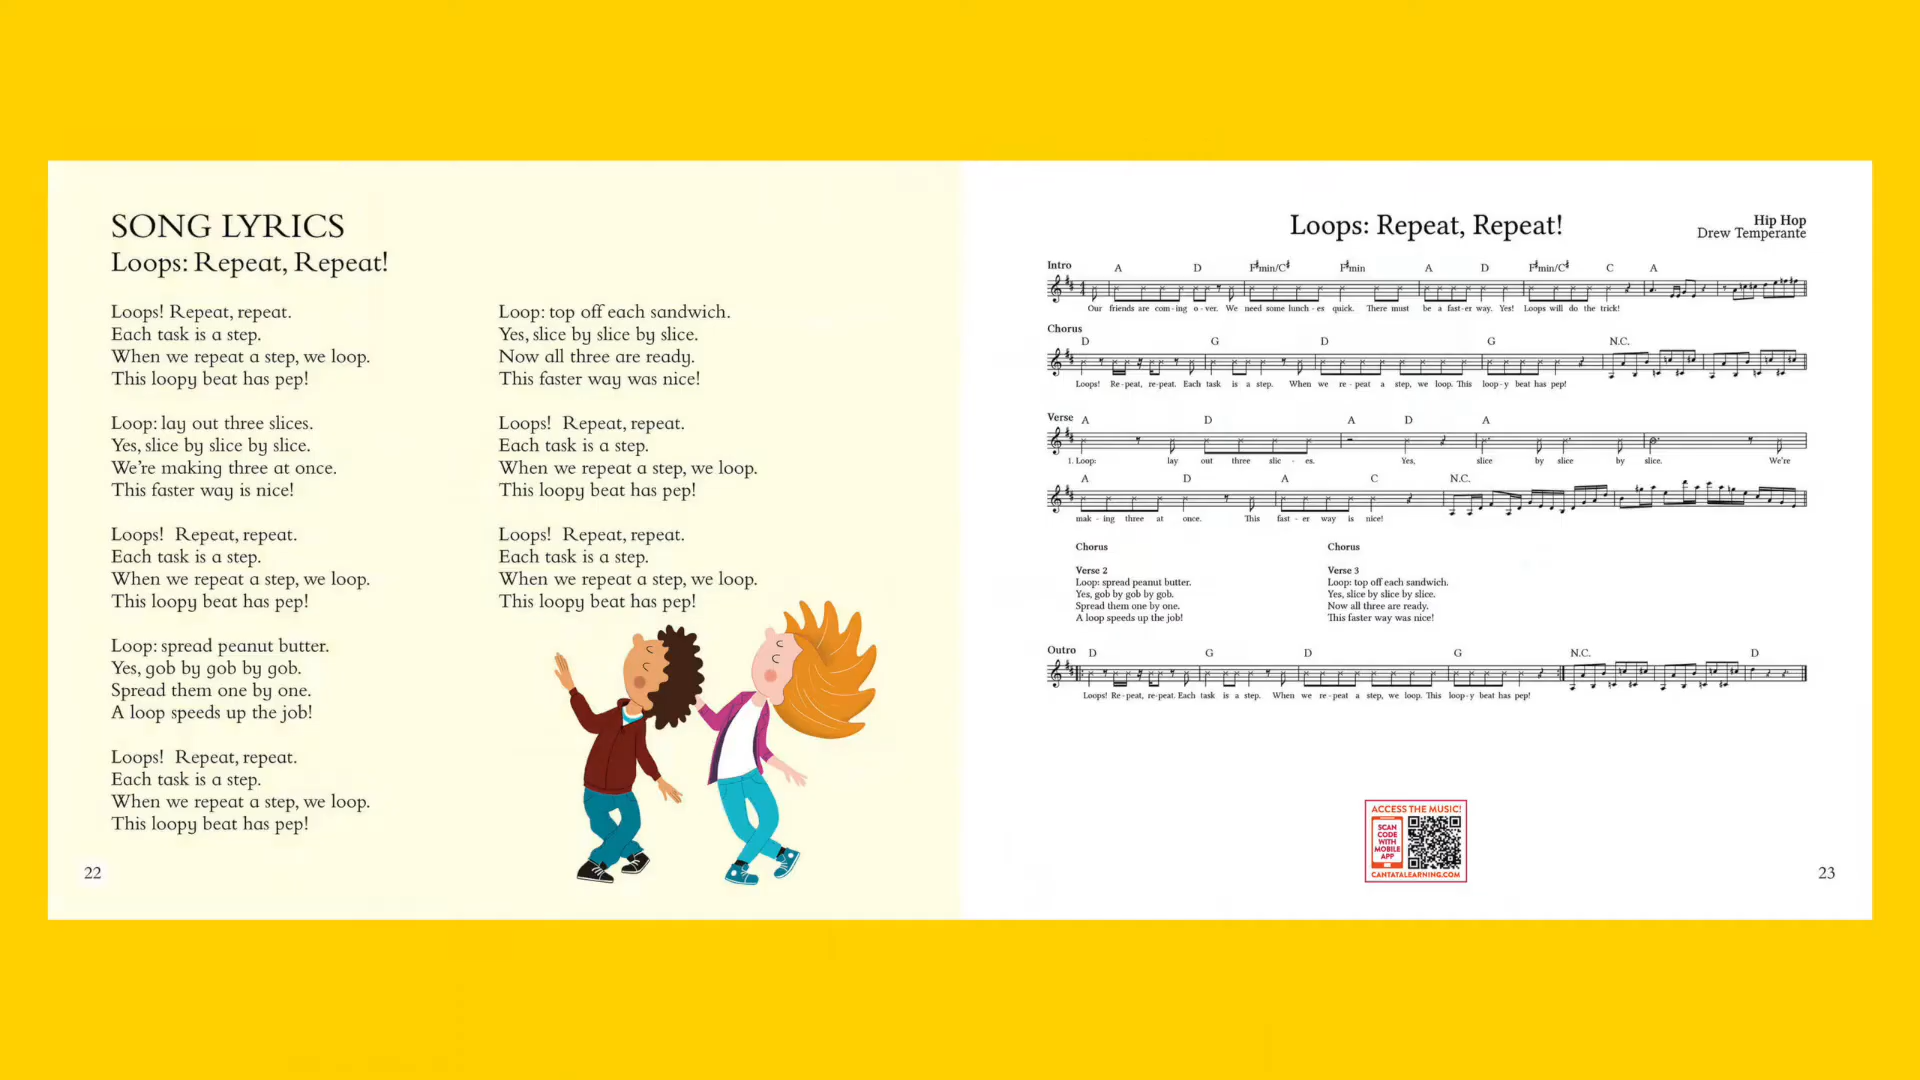 SONG LYRICS
Loops: Repeat, Repeat!
Loops! Repeat, repeat.
Each task is a step.
When we repeat a step, we loop.
This loopy beat has pep!
Loop: lay out three slices.
Yes, slice by slice by slice.
We're making three at once.
This faster way is nice!
Loops! Repeat, repeat.
Each task is a step.
When we repeat a step, we loop.
This loopy beat has pep!
Loop: spread peanut butter.
Yes, gob by gob by gob.
Spread them one by one.
A loop speeds up the job!
Loops! Repeat, repeat.
Each task is a step.
When we repeat a step, we loop.
This loopy beat has pep!
Loop: top off each sandwich.
Yes, slice by slice by slice.
Now all three are ready.
This faster way was nice!
Loops! Repeat, repeat.
Each task is a step.
When we repeat a step, we loop.
This loopy beat has pep!
Loops! Repeat, repeat.
Each task is a step.
When we repeat a step, we loop.
This loopy beat has pep!
22
Loops: Repeat, Repeat!
Hip Hop
Drew Temperante
Intro
A D F#min/C# F#min A D F#min/C# C A
Our friends are com - ing o - ver. We need some lunch - es quick. There must be a fast - er way. Yes! Loops will do the trick!
Chorus
D G D G N.C.
Loops! Re - peat, re-peat. Each task is a step. When we re - peat a step, we loop. This loop - y beat has pep!
Verse A D A D A
1. Loop: lay out three slic - es. Yes, slice by slice by slice. We're
A D A C N.C.
mak - ing three at once. This fast - er way is nice!
Chorus
Verse 2
Loop: spread peanut butter.
Yes, gob by gob by gob.
Spread them one by one.
A loop speeds up the job!
Chorus
Verse 3
Loop: top off each sandwich.
Yes, slice by slice by slice.
Now all three are ready.
This faster way was nice!
Outro D G D G N.C. D
Loops! Re - peat, re-peat. Each task is a step. When we re - peat a step, we loop. This loop - y beat has pep!
ACCESS THE MUSIC!
SCAN
CODE
WITH
MOBILE
APP
CANTATALEARNING.COM
23